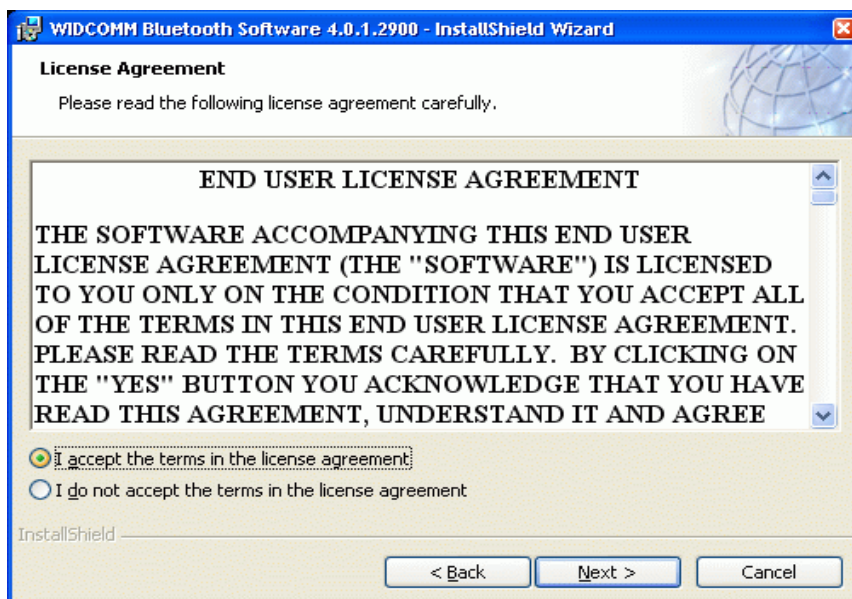 WIDCOMM Bluetooth Software 4.0.1.2900 - InstallShield Wizard
License Agreement
Please read the following license agreement carefully.
END USER LICENSE AGREEMENT
THE SOFTWARE ACCOMPANYING THIS END USER
LICENSE AGREEMENT (THE "SOFTWARE") IS LICENSED
TO YOU ONLY ON THE CONDITION THAT YOU ACCEPT ALL
OF THE TERMS IN THIS END USER LICENSE AGREEMENT.
PLEASE READ THE TERMS CAREFULLY.  BY CLICKING ON
THE "YES" BUTTON YOU ACKNOWLEDGE THAT YOU HAVE
READ THIS AGREEMENT, UNDERSTAND IT AND AGREE
I accept the terms in the license agreement
I do not accept the terms in the license agreement
InstallShield
< Back
Next >
Cancel